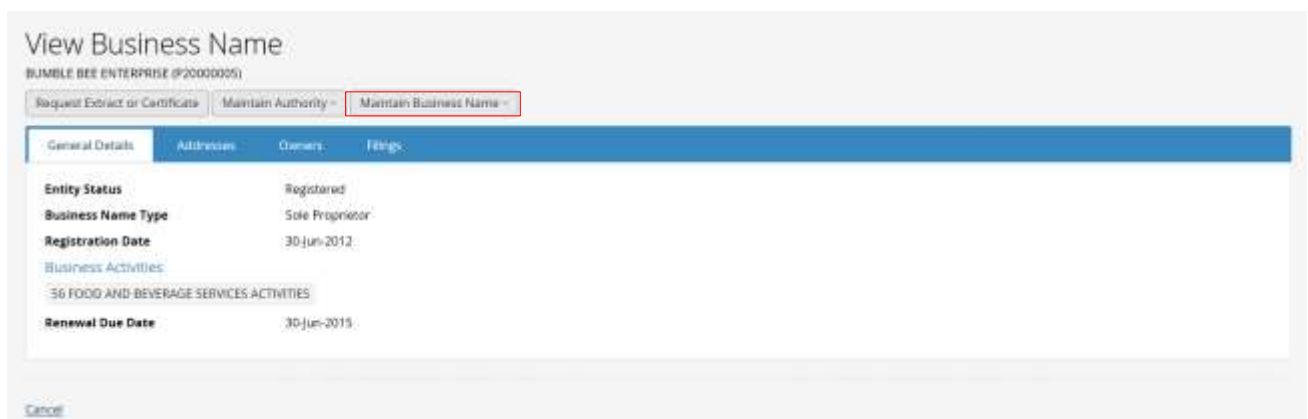 View Business Name
BUMBLE BEE ENTERPRISE (P20000005)
Request Extract or Certificate Maintain Authority Maintain Business Name
General Details Addresses Owners Filings
Entity Status Registered
Business Name Type Sole Proprietor
Registration Date 30-Jun-2012
Business Activities
56 FOOD AND BEVERAGE SERVICES ACTIVITIES
Renewal Due Date 30-Jun-2015
Cancel